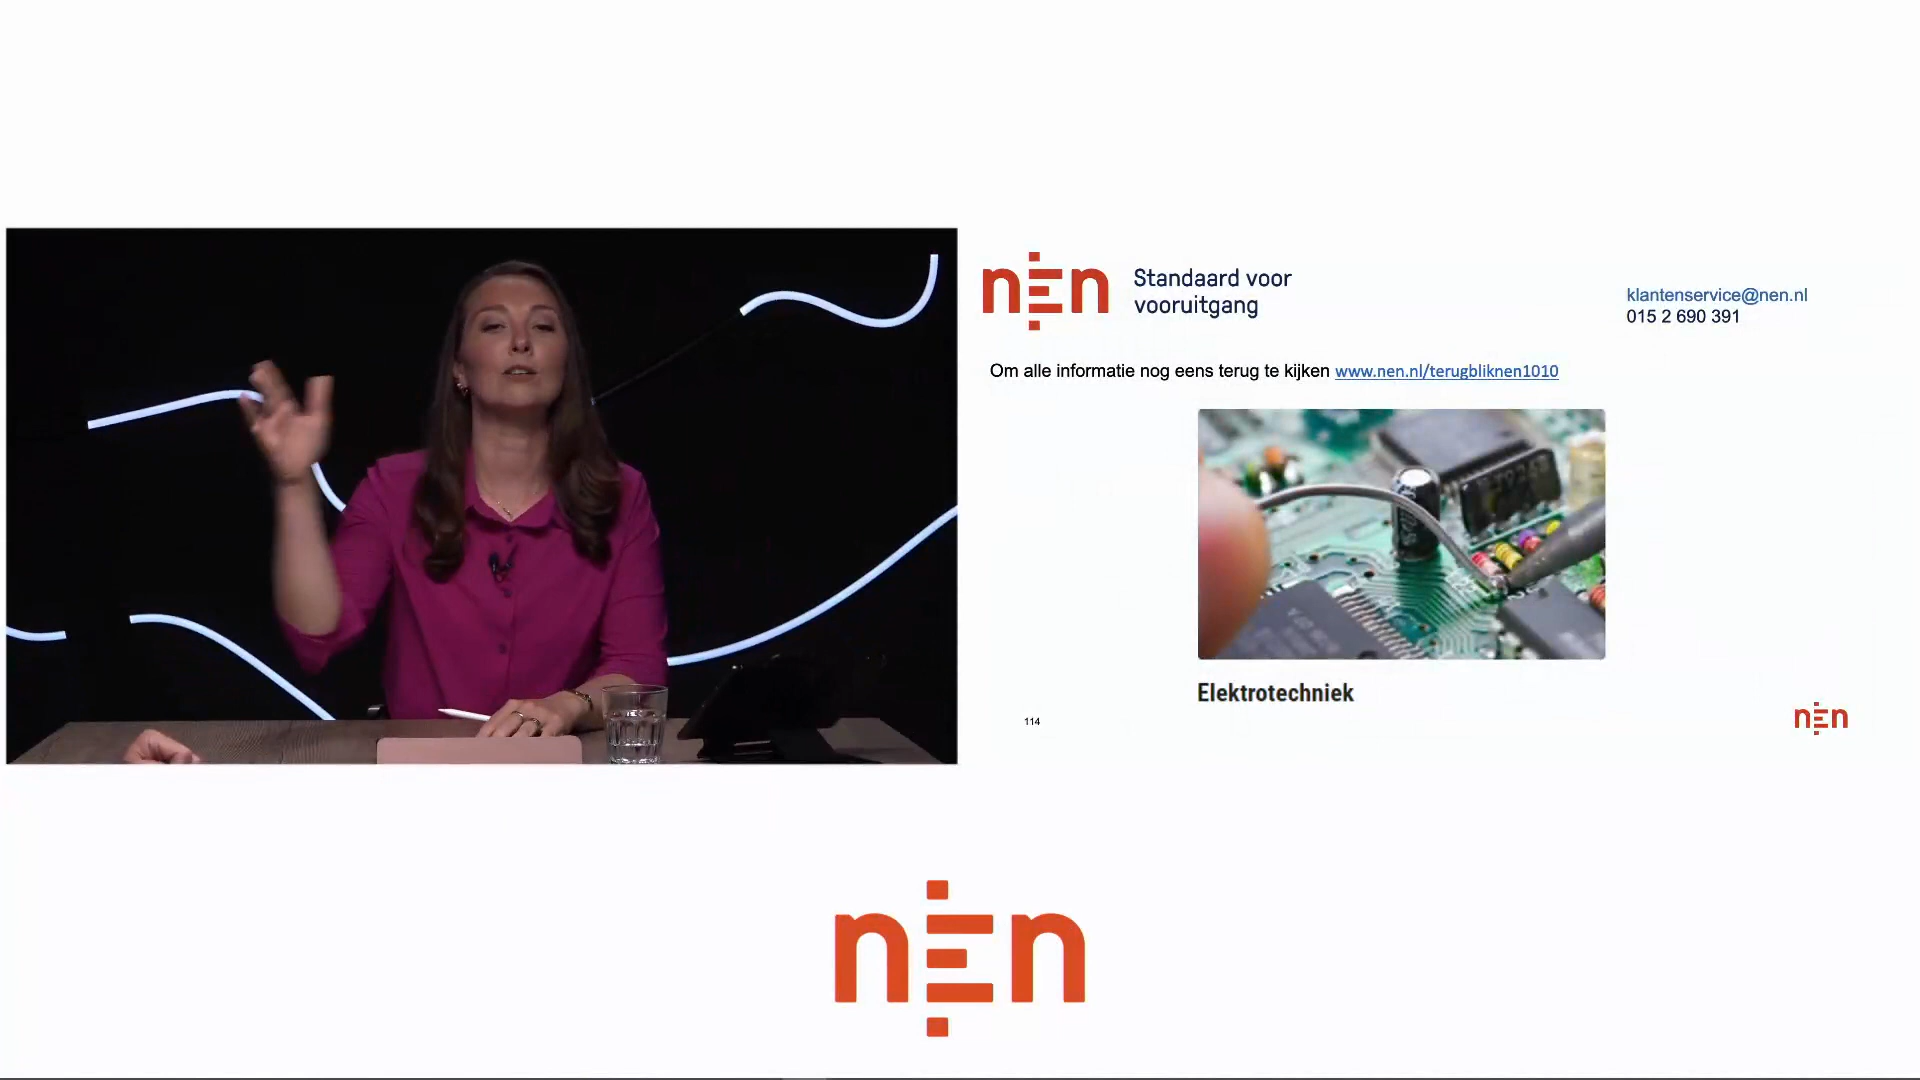 nen
Standaard voor
vooruitgang
klantenservice@nen.nl
015 2 690 391
Om alle informatie nog eens terug te kijken www.nen.nl/terugbliknen1010
Elektrotechniek
114
nen
nen